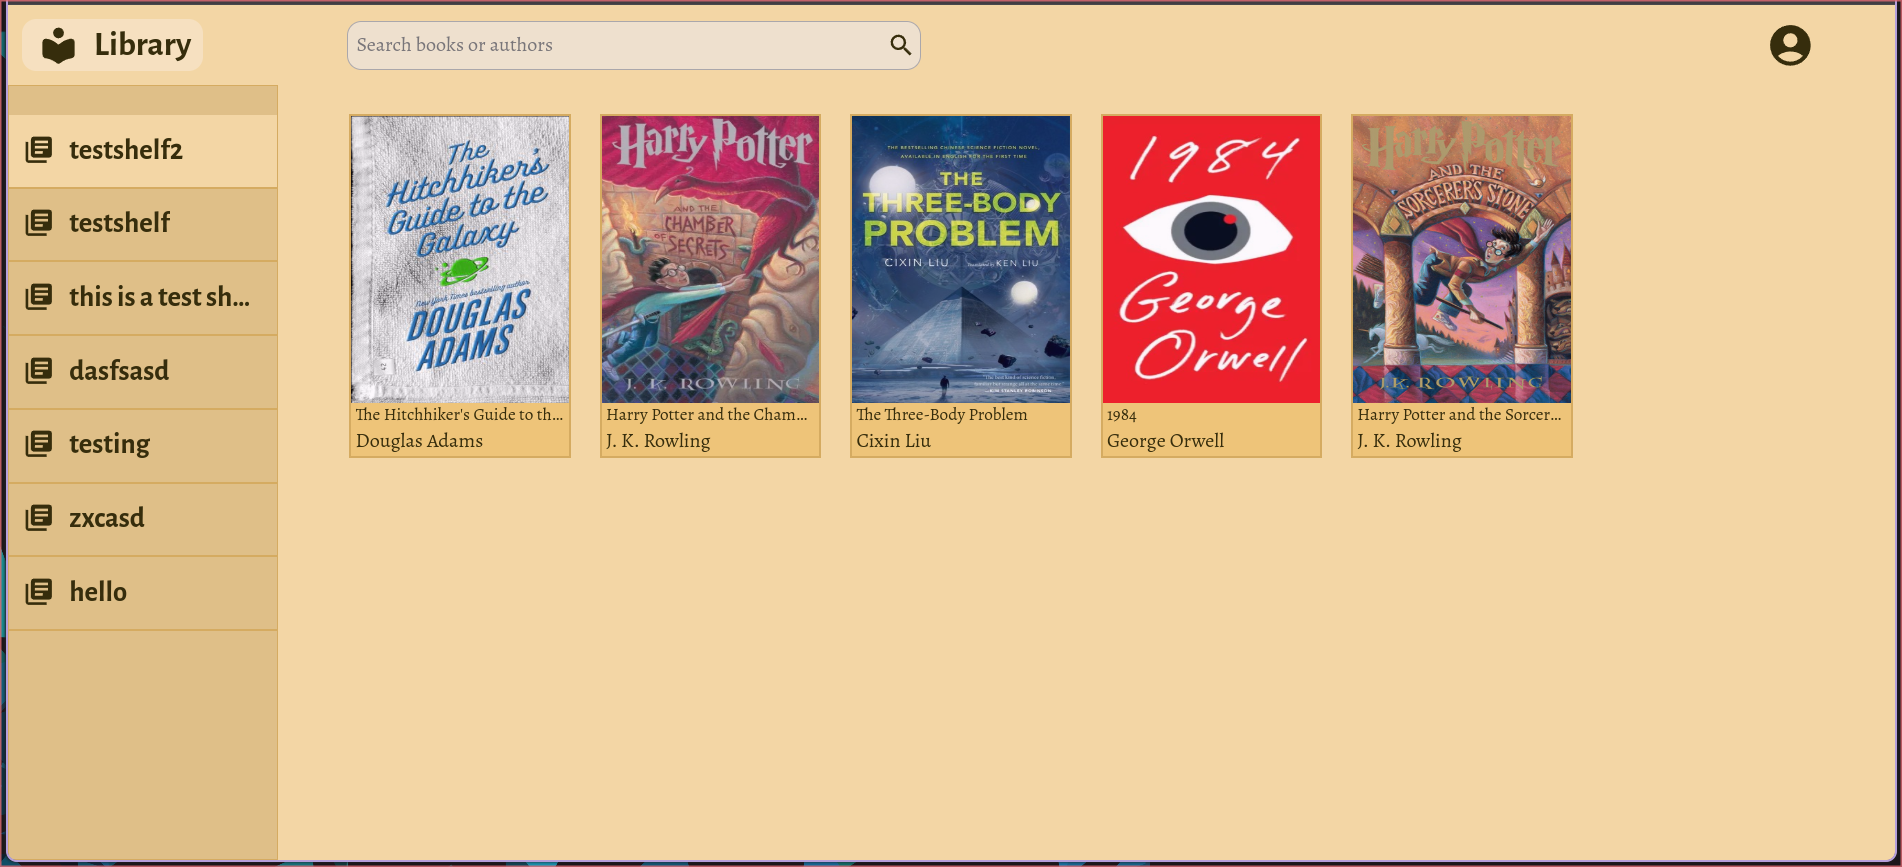 Library
Search books or authors
testshelf2
testshelf
this is a test sh...
dasfsasd
testing
zxcasd
hello
The
Hitchhiker's
Guide to the
Galaxy
New York Times bestselling author
DOUGLAS
ADAMS
The Hitchhiker's Guide to th...
Douglas Adams
Harry Potter
AND THE
CHAMBER
OF
SECRETS
J. K. ROWLING
Harry Potter and the Cham...
J. K. Rowling
THE BESTSELLING CHINESE SCIENCE FICTION NOVEL,
AVAILABLE IN ENGLISH FOR THE FIRST TIME
THE
THREE-BODY
PROBLEM
CIXIN LIU
Translated by KEN LIU
—KIM STANLEY ROBINSON
The Three-Body Problem
Cixin Liu
1984
George
Orwell
1984
George Orwell
Harry Potter
AND THE
SORCERER'S STONE
J. K. ROWLING
Harry Potter and the Sorcer...
J. K. Rowling